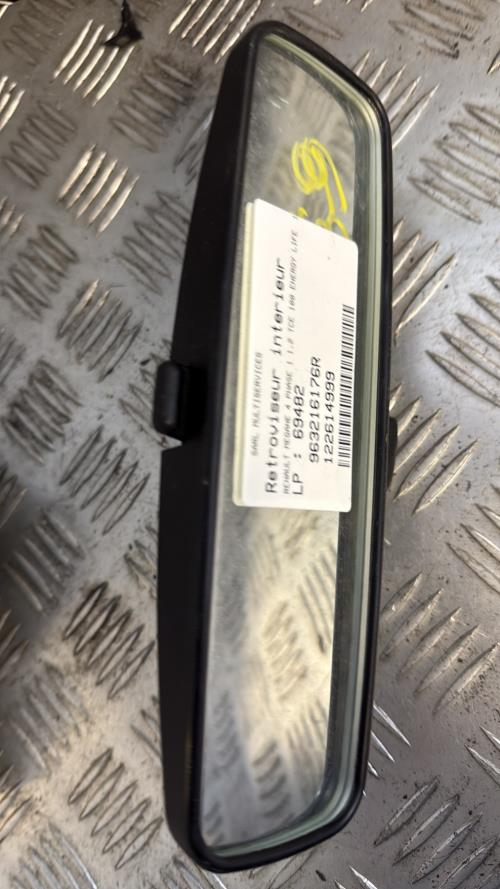 SARL MULTISERVICES
Retroviseur interieur
RENAULT MEGANE 4 PHASE 1 1.2 TCE 100 ENERGY LIFE
LP : 69482
963216176R
122614999